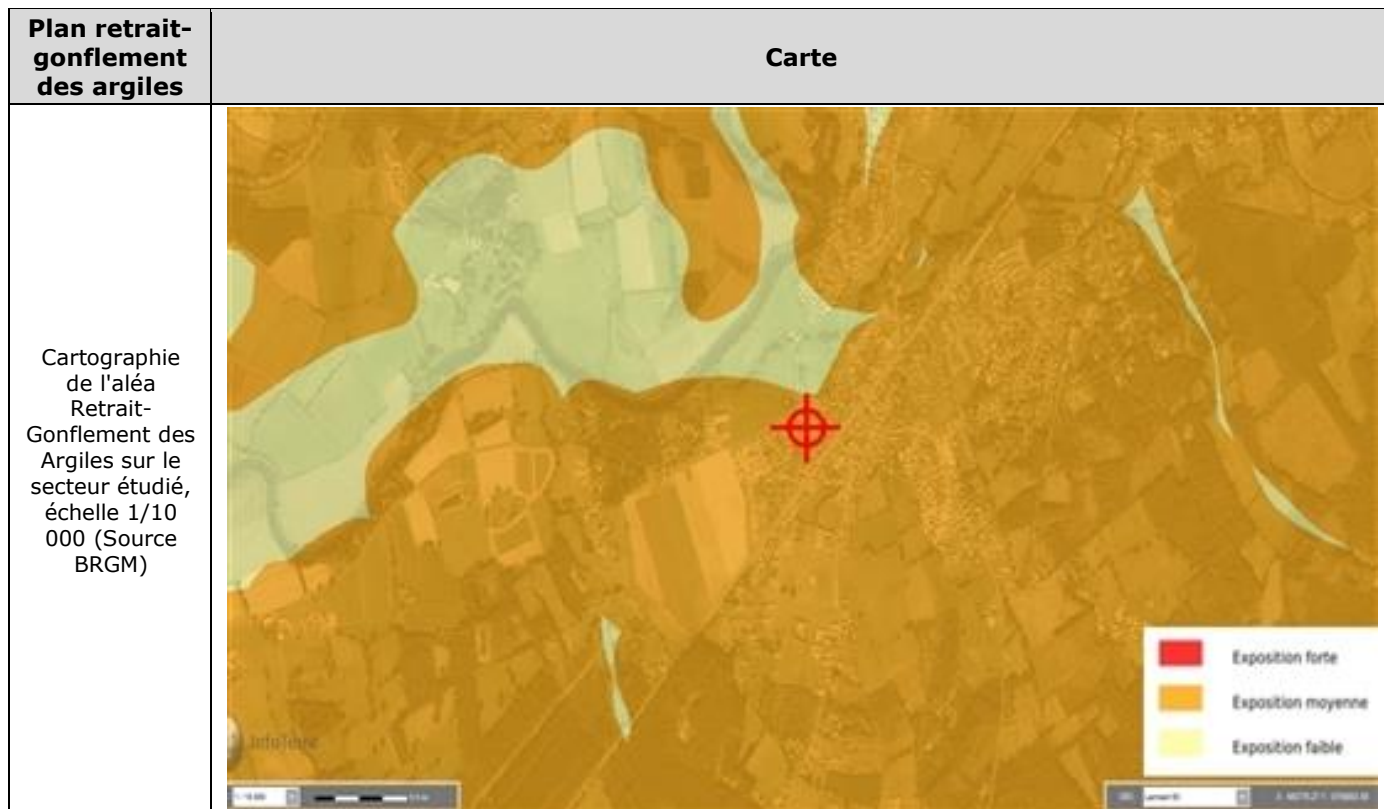 Plan retrait-
gonflement
des argiles
Carte
Cartographie
de l'aléa
Retrait-
Gonflement des
Argiles sur le
secteur étudié,
échelle 1/10
000 (Source
BRGM)
Exposition forte
Exposition moyenne
Exposition faible
InfoTerre